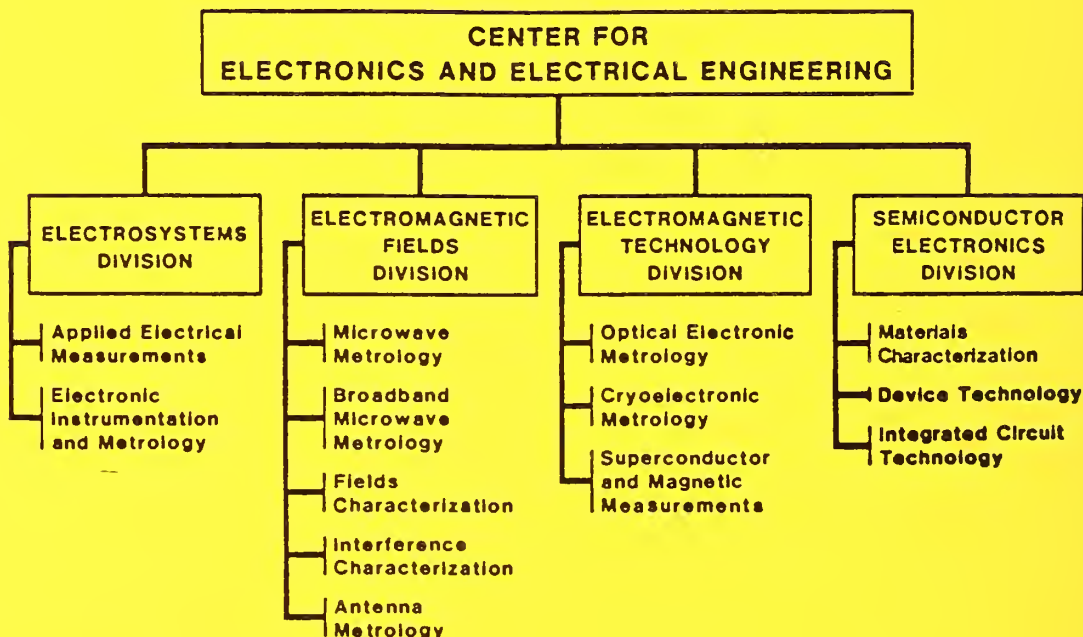 CENTER FOR
ELECTRONICS AND ELECTRICAL ENGINEERING
ELECTROSYSTEMS
DIVISION
Applied Electrical
Measurements
Electronic
Instrumentation
and Metrology
ELECTROMAGNETIC
FIELDS
DIVISION
Microwave
Metrology
Broadband
Microwave
Metrology
Fields
Characterization
Interference
Characterization
Antenna
Metrology
ELECTROMAGNETIC
TECHNOLOGY
DIVISION
Optical Electronic
Metrology
Cryoelectronic
Metrology
Superconductor
and Magnetic
Measurements
SEMICONDUCTOR
ELECTRONICS
DIVISION
Materials
Characterization
Device Technology
Integrated Circuit
Technology